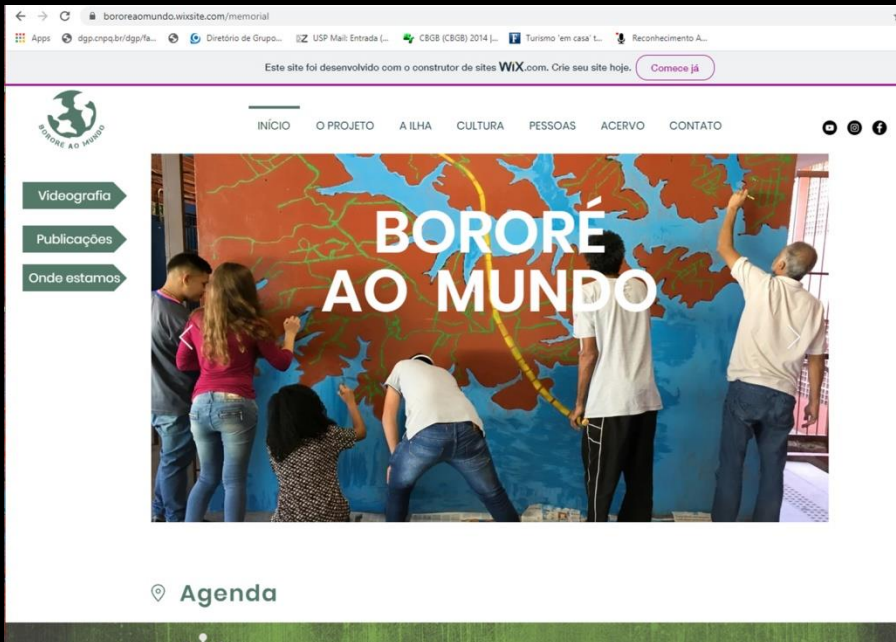 bororeaomundo.wixsite.com/memorial
Apps dgp.cnpq.br/dgp/fa... Diretório de Grupo... USP Mail: Entrada (... CBGB (CBGB) 2014 |... Turismo 'em casa' t... Reconhecimento A...
Este site foi desenvolvido com o construtor de sites WiX.com. Crie seu site hoje. Comece já
BORORÉ AO MUNDO
INÍCIO O PROJETO A ILHA CULTURA PESSOAS ACERVO CONTATO
Videografia
Publicações
Onde estamos
BORORÉ
AO MUNDO
Agenda